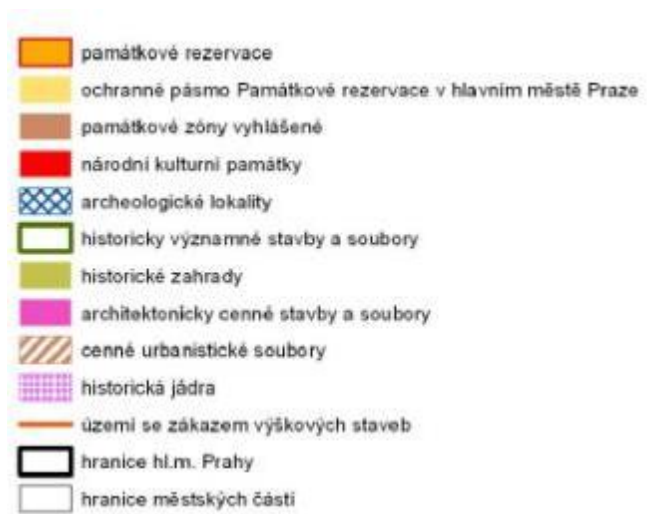 památkové rezervace
ochranné pásmo Památkové rezervace v hlavním městě Praze
památkové zóny vyhlášené
národní kulturní památky
archeologické lokality
historicky významné stavby a soubory
historické zahrady
architektonicky cenné stavby a soubory
cenné urbanistické soubory
historická jádra
území se zákazem výškových staveb
hranice hl.m. Prahy
hranice městských částí